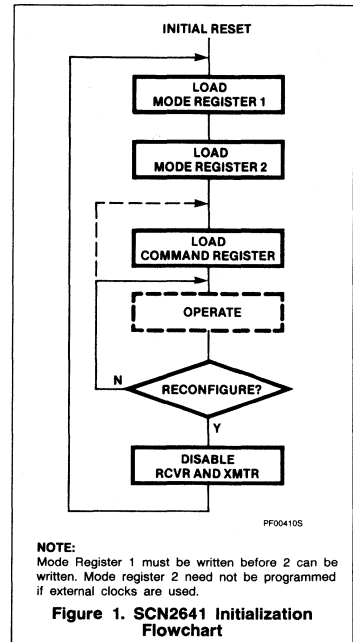 INITIAL RESET
LOAD
MODE REGISTER 1
LOAD
MODE REGISTER 2
LOAD
COMMAND REGISTER
OPERATE
N
RECONFIGURE?
Y
DISABLE
RCVR AND XMTR
PF00410S
NOTE:
Mode Register 1 must be written before 2 can be
written. Mode register 2 need not be programmed
if external clocks are used.
Figure 1. SCN2641 Initialization
Flowchart